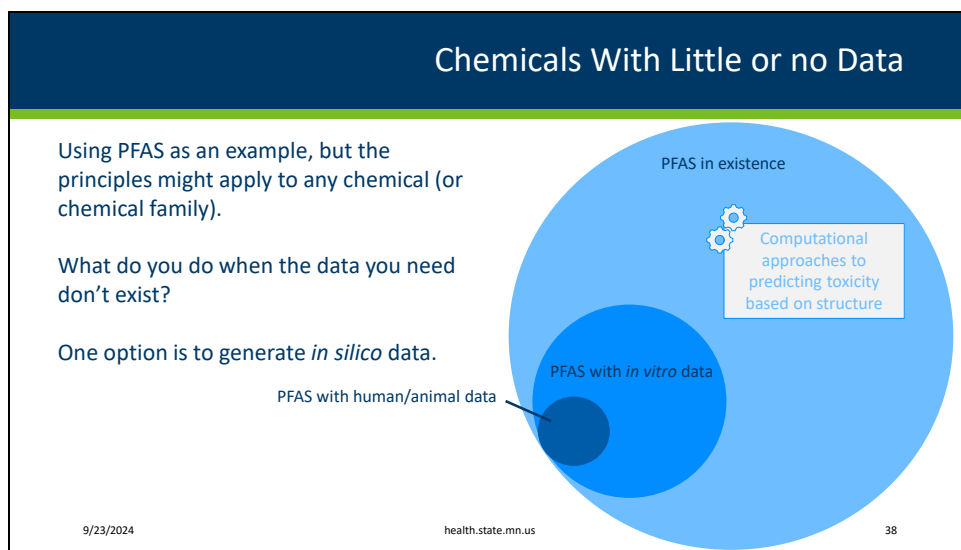 Chemicals With Little or no Data
Using PFAS as an example, but the
principles might apply to any chemical (or
chemical family).
What do you do when the data you need
don’t exist?
One option is to generate in silico data.
PFAS in existence
Computational
approaches to
predicting toxicity
based on structure
PFAS with in vitro data
PFAS with human/animal data
9/23/2024
health.state.mn.us
38